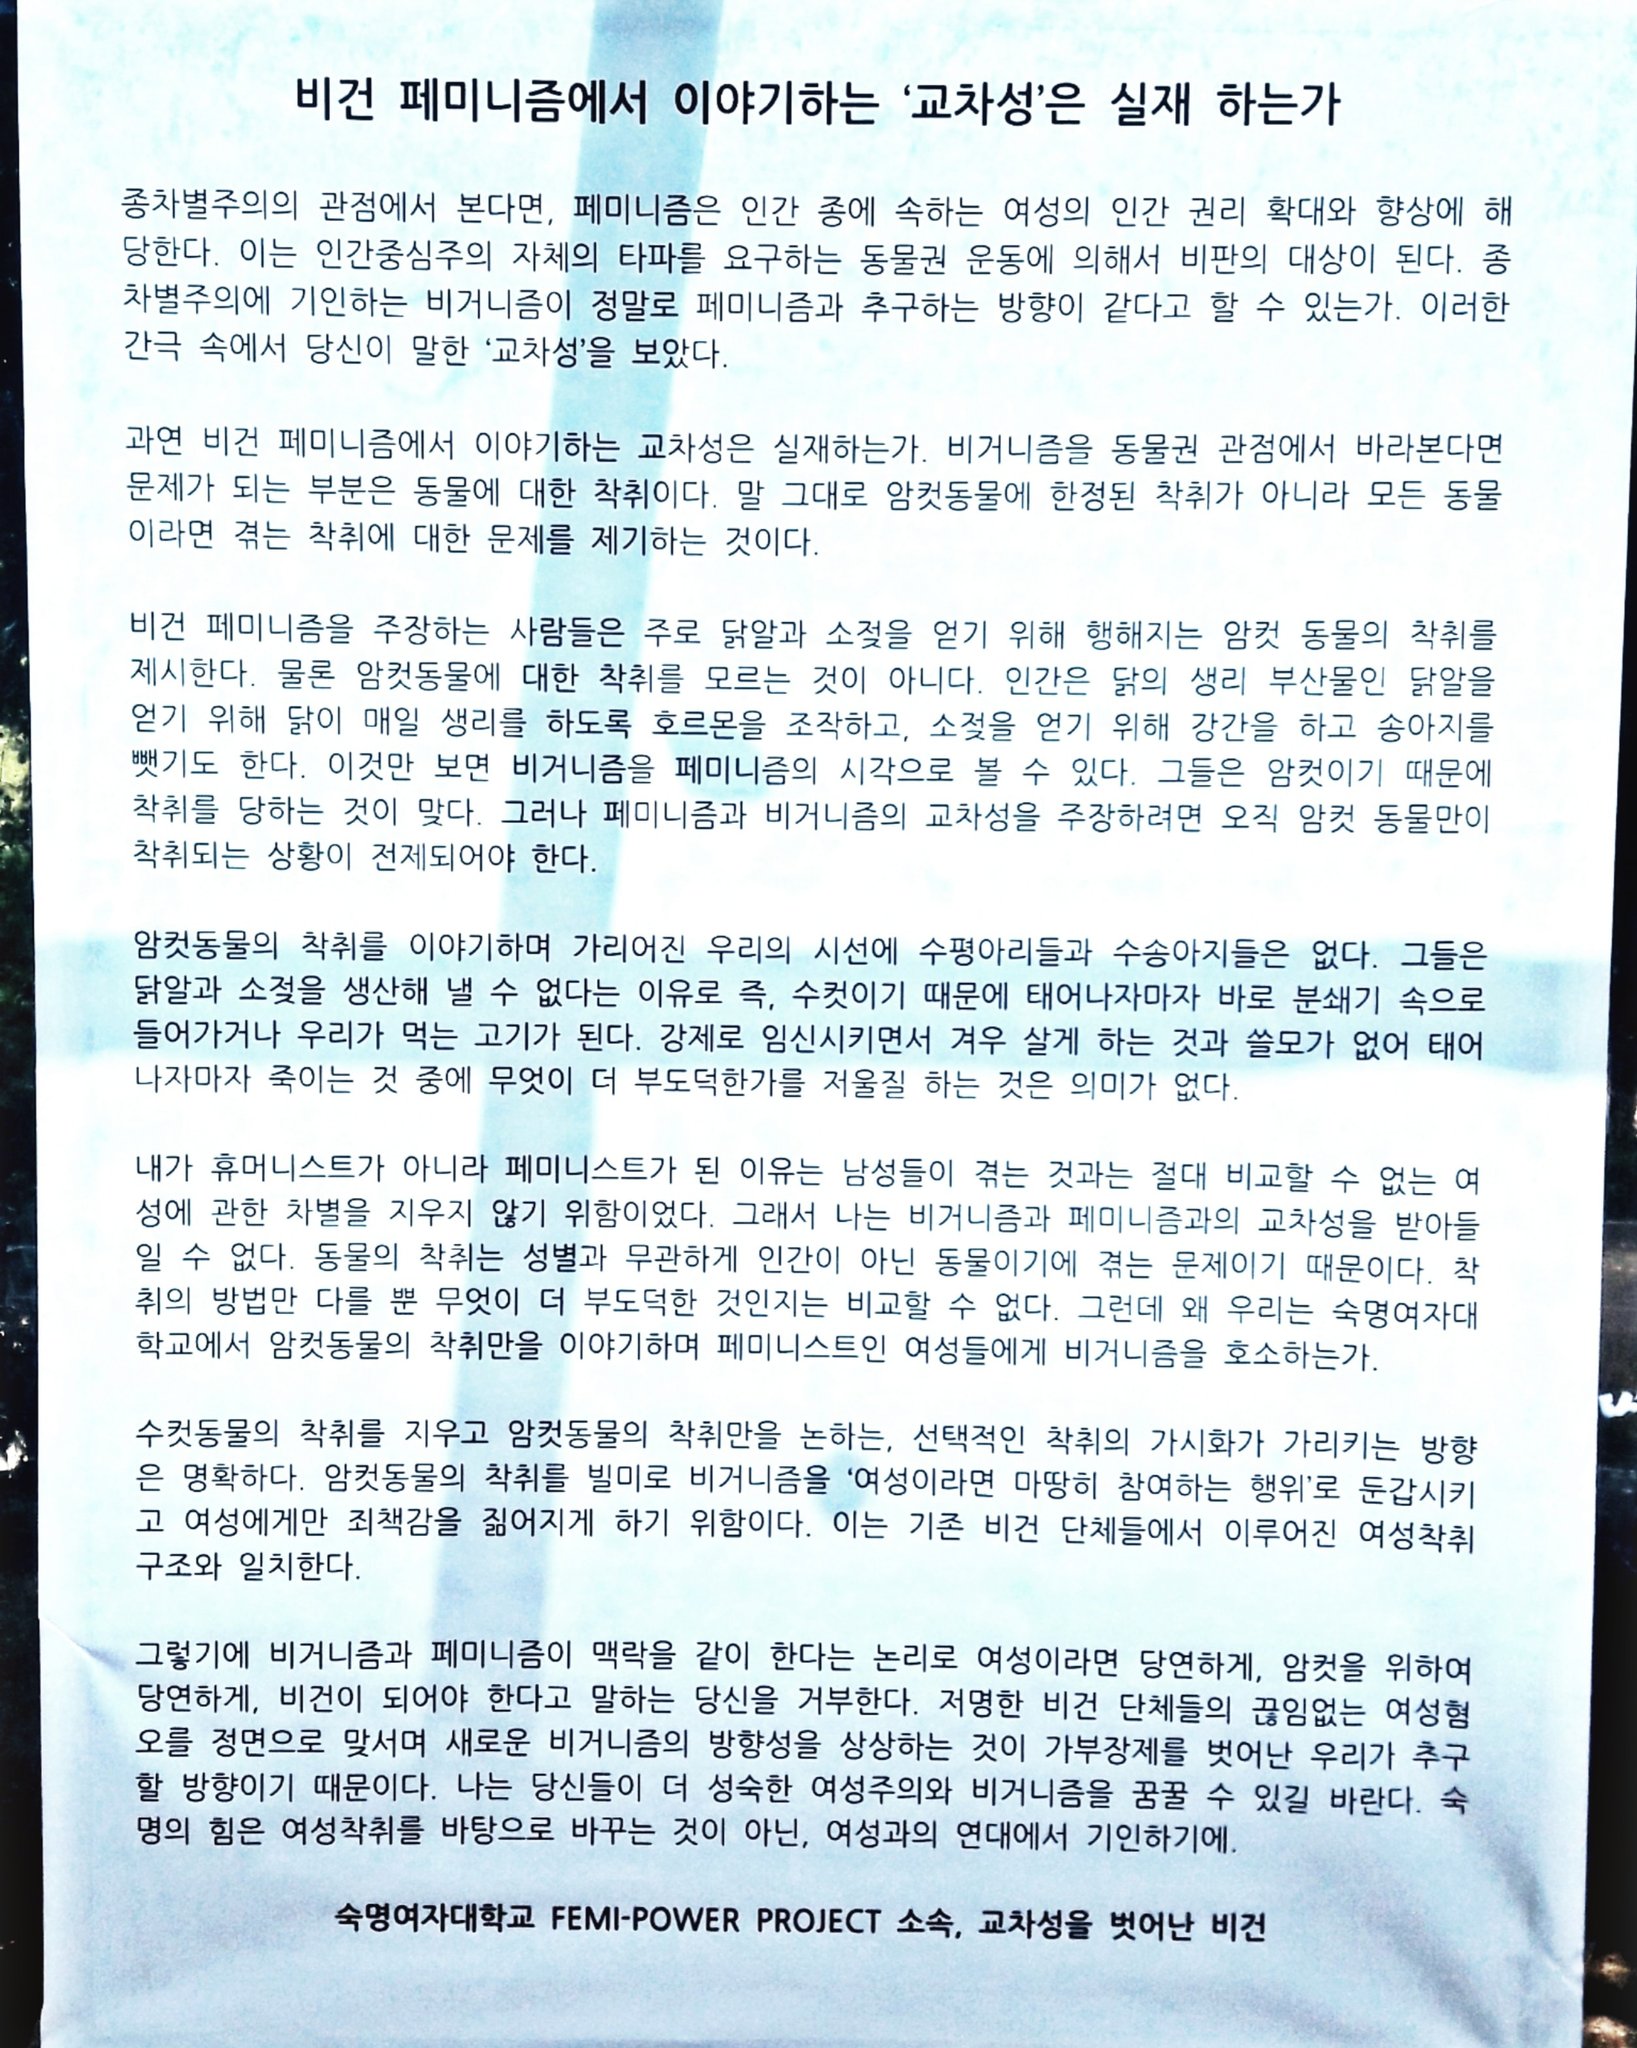 비건 페미니즘에서 이야기하는 ‘교차성’은 실재 하는가
종차별주의의 관점에서 본다면, 페미니즘은 인간 종에 속하는 여성의 인간 권리 확대와 향상에 해
당한다. 이는 인간중심주의 자체의 타파를 요구하는 동물권 운동에 의해서 비판의 대상이 된다. 종
차별주의에 기인하는 비거니즘이 정말로 페미니즘과 추구하는 방향이 같다고 할 수 있는가. 이러한
간극 속에서 당신이 말한 ‘교차성’을 보았다.
과연 비건 페미니즘에서 이야기하는 교차성은 실재하는가. 비거니즘을 동물권 관점에서 바라본다면
문제가 되는 부분은 동물에 대한 착취이다. 말 그대로 암컷동물에 한정된 착취가 아니라 모든 동물
이라면 겪는 착취에 대한 문제를 제기하는 것이다.
비건 페미니즘을 주장하는 사람들은 주로 닭알과 소젖을 얻기 위해 행해지는 암컷 동물의 착취를
제시한다. 물론 암컷동물에 대한 착취를 모르는 것이 아니다. 인간은 닭의 생리 부산물인 닭알을
얻기 위해 닭이 매일 생리를 하도록 호르몬을 조작하고, 소젖을 얻기 위해 강간을 하고 송아지를
뺏기도 한다. 이것만 보면 비거니즘을 페미니즘의 시각으로 볼 수 있다. 그들은 암컷이기 때문에
착취를 당하는 것이 맞다. 그러나 페미니즘과 비거니즘의 교차성을 주장하려면 오직 암컷 동물만이
착취되는 상황이 전제되어야 한다.
암컷동물의 착취를 이야기하며 가리어진 우리의 시선에 수평아리들과 수송아지들은 없다. 그들은
닭알과 소젖을 생산해 낼 수 없다는 이유로 즉, 수컷이기 때문에 태어나자마자 바로 분쇄기 속으로
들어가거나 우리가 먹는 고기가 된다. 강제로 임신시키면서 겨우 살게 하는 것과 쓸모가 없어 태어
나자마자 죽이는 것 중에 무엇이 더 부도덕한가를 저울질 하는 것은 의미가 없다.
내가 휴머니스트가 아니라 페미니스트가 된 이유는 남성들이 겪는 것과는 절대 비교할 수 없는 여
성에 관한 차별을 지우지 않기 위함이었다. 그래서 나는 비거니즘과 페미니즘과의 교차성을 받아들
일 수 없다. 동물의 착취는 성별과 무관하게 인간이 아닌 동물이기에 겪는 문제이기 때문이다. 착
취의 방법만 다를 뿐 무엇이 더 부도덕한 것인지는 비교할 수 없다. 그런데 왜 우리는 숙명여자대
학교에서 암컷동물의 착취만을 이야기하며 페미니스트인 여성들에게 비거니즘을 호소하는가.
수컷동물의 착취를 지우고 암컷동물의 착취만을 논하는, 선택적인 착취의 가시화가 가리키는 방향
은 명확하다. 암컷동물의 착취를 빌미로 비거니즘을 ‘여성이라면 마땅히 참여하는 행위’로 둔갑시키
고 여성에게만 죄책감을 짊어지게 하기 위함이다. 이는 기존 비건 단체들에서 이루어진 여성착취
구조와 일치한다.
그렇기에 비거니즘과 페미니즘이 맥락을 같이 한다는 논리로 여성이라면 당연하게, 암컷을 위하여
당연하게, 비건이 되어야 한다고 말하는 당신을 거부한다. 저명한 비건 단체들의 끊임없는 여성혐
오를 정면으로 맞서며 새로운 비거니즘의 방향성을 상상하는 것이 가부장제를 벗어난 우리가 추구
할 방향이기 때문이다. 나는 당신들이 더 성숙한 여성주의와 비거니즘을 꿈꿀 수 있길 바란다. 숙
명의 힘은 여성착취를 바탕으로 바꾸는 것이 아닌, 여성과의 연대에서 기인하기에.
숙명여자대학교 FEMI-POWER PROJECT 소속, 교차성을 벗어난 비건